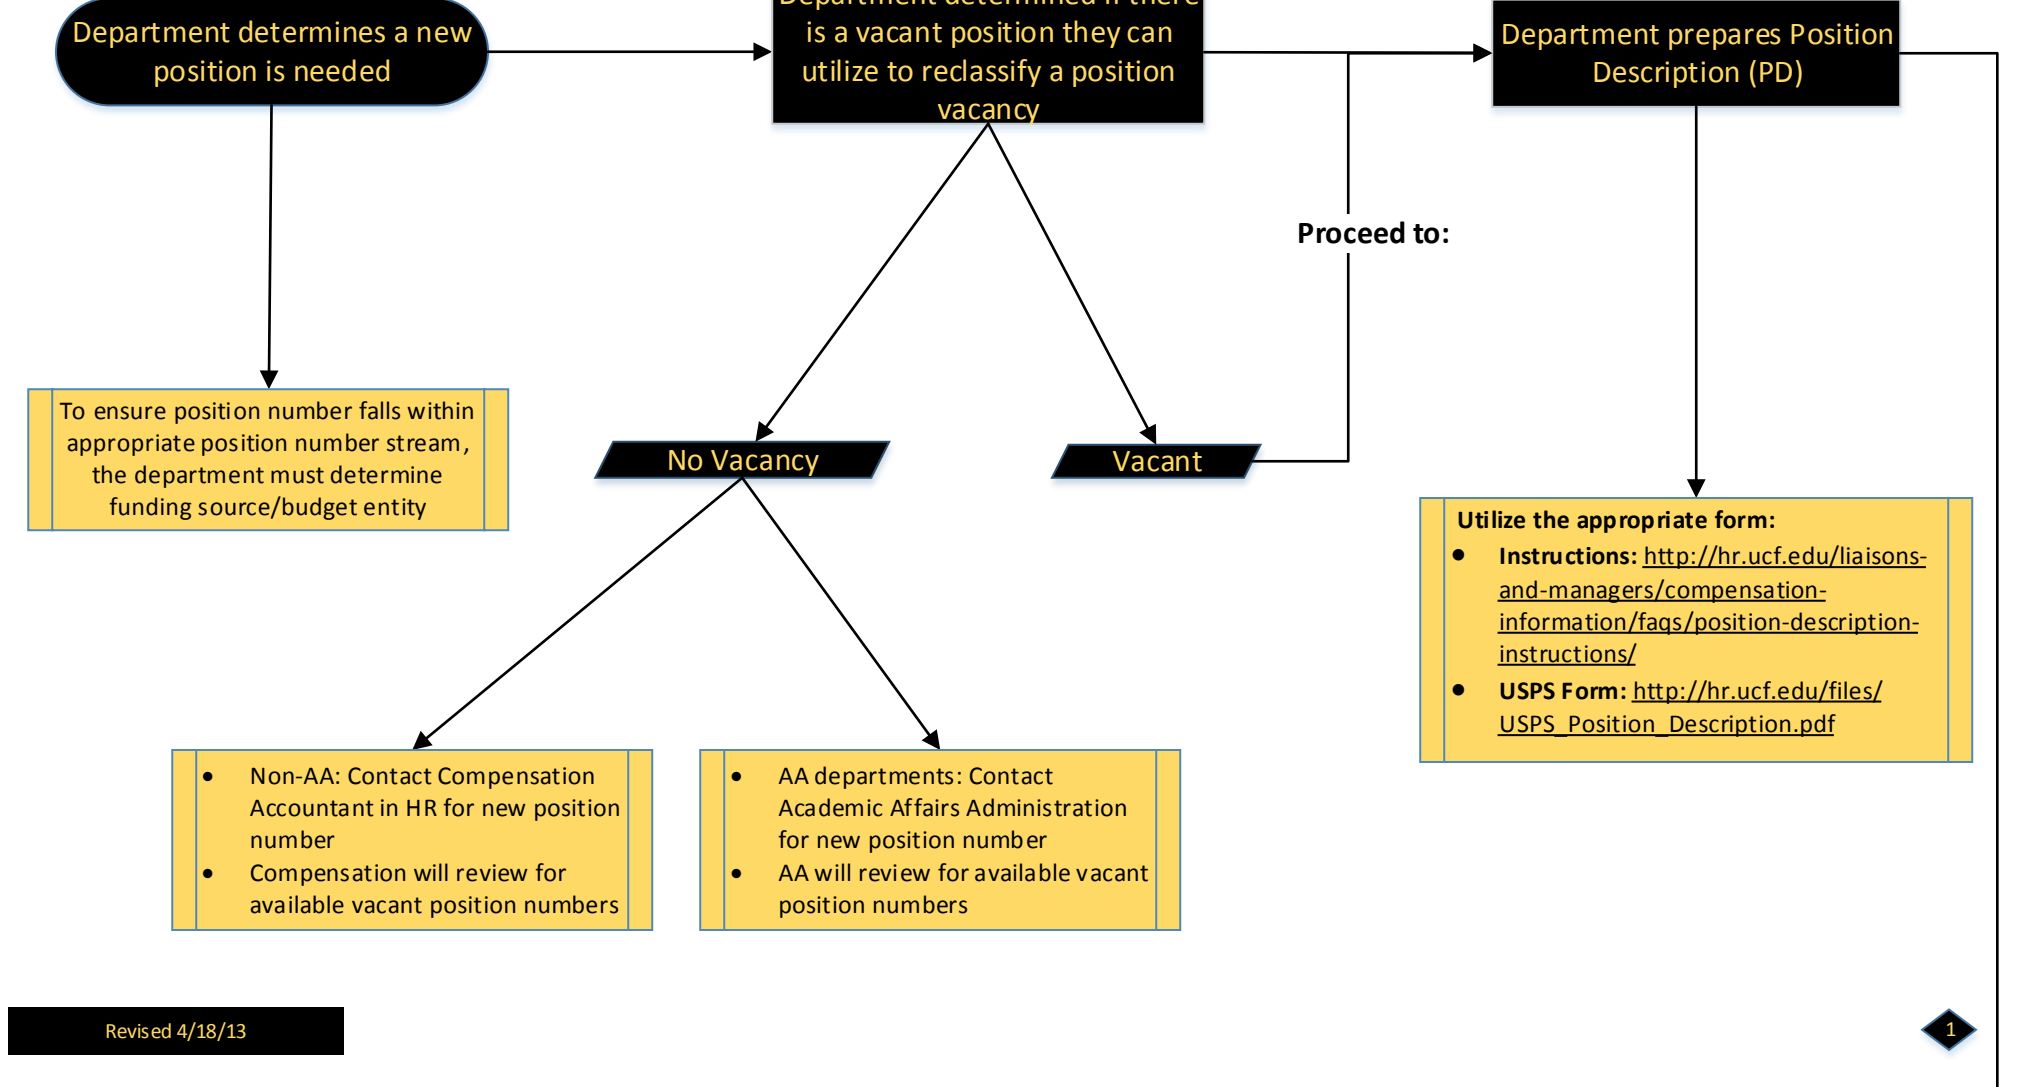 Department determines a new
position is needed
Department determined if there
is a vacant position they can
utilize to reclassify a position
vacancy
Department prepares Position
Description (PD)
Proceed to:
To ensure position number falls within
appropriate position number stream,
the department must determine
funding source/budget entity
No Vacancy
Vacant
Utilize the appropriate form:
• Instructions: http://hr.ucf.edu/liaisons-
and-managers/compensation-
information/faqs/position-description-
instructions/
• USPS Form: http://hr.ucf.edu/files/
USPS_Position_Description.pdf
• Non-AA: Contact Compensation
Accountant in HR for new position
number
• Compensation will review for
available vacant position numbers
• AA departments: Contact
Academic Affairs Administration
for new position number
• AA will review for available vacant
position numbers
Revised 4/18/13
1